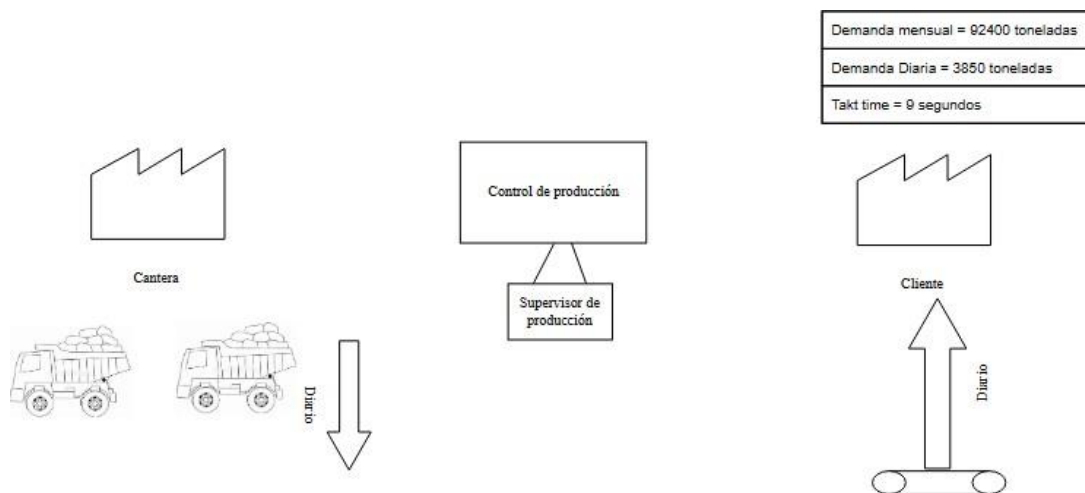 Demanda mensual = 92400 toneladas
Demanda Diaria = 3850 toneladas
Takt time = 9 segundos
Control de producción
Cantera
Supervisor de
producción
Cliente
Diario
Diario